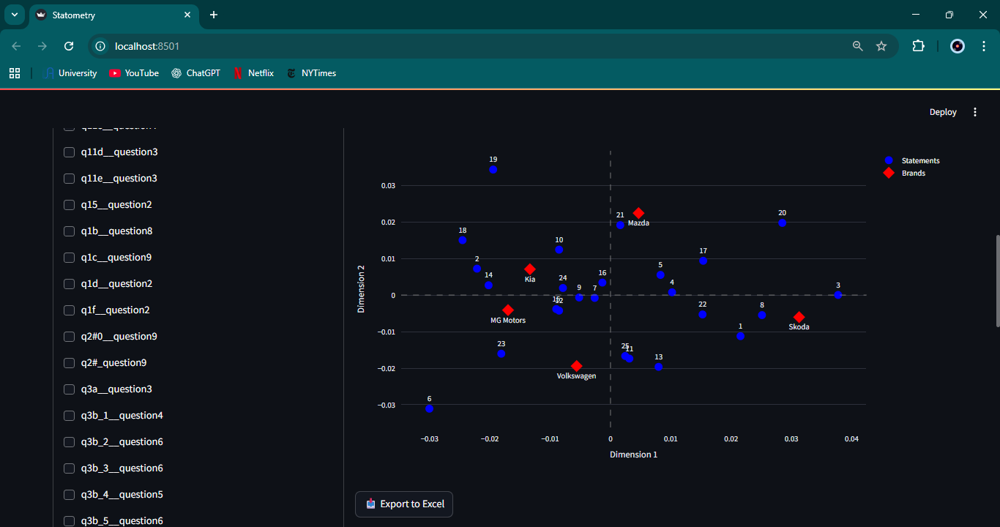 Statometry
localhost:8501
University
YouTube
ChatGPT
Netflix
NYTimes
Deploy
q11d__question3
q11e__question3
q15__question2
q1b__question8
q1c__question9
q1d__question2
q1f__question2
q2#0__question9
q2#_question9
q3a__question3
q3b_1__question4
q3b_2__question6
q3b_3__question6
q3b_4__question5
q3b_5__question6
Statements
Brands
19
0.03
20
21
Mazda
0.02
18
10
17
0.01
2
5
Kia
14
24
16
4
3
9
7
0
12
22
8
MG Motors
Skoda
1
−0.01
23
25
11
13
−0.02
Volkswagen
6
−0.03
Dimension 2
−0.03
−0.02
−0.01
0
0.01
0.02
0.03
0.04
Dimension 1
Export to Excel